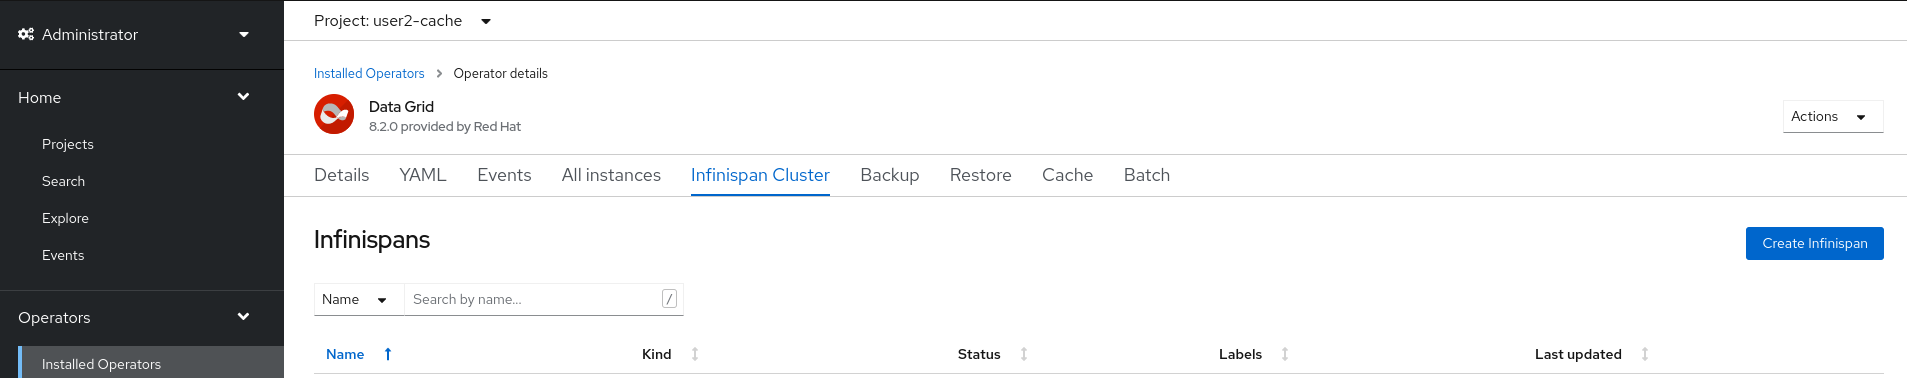 Administrator
Home
Projects
Search
Explore
Events
Operators
Installed Operators
Project: user2-cache
Installed Operators > Operator details
Data Grid
8.2.0 provided by Red Hat
Actions
Details YAML Events All instances Infinispan Cluster Backup Restore Cache Batch
Infinispans
Create Infinispan
Name Search by name... /
Name Kind Status Labels Last updated